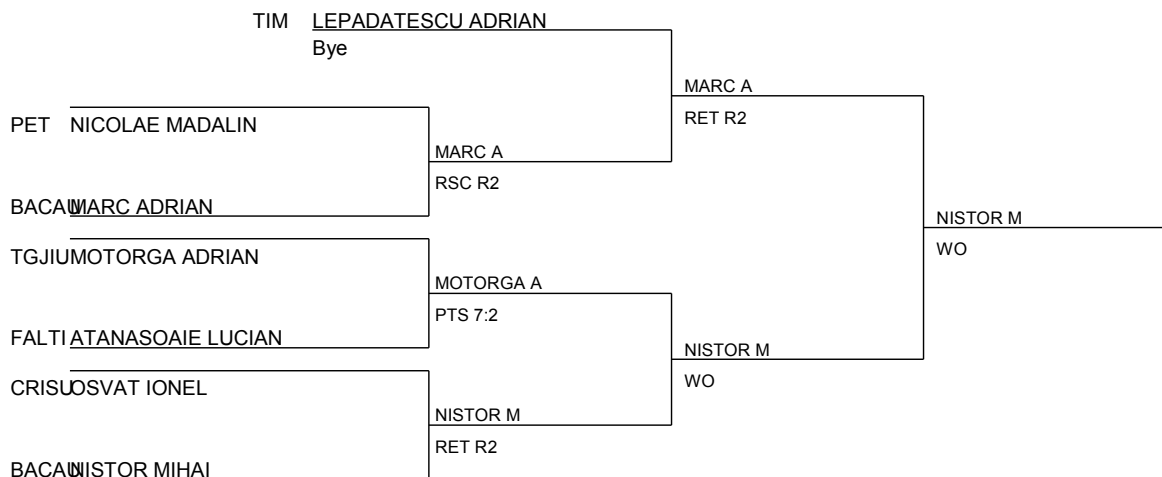 TIM LEPADATESCU ADRIAN
Bye
MARC A
RET R2
PET NICOLAE MADALIN
MARC A
RSC R2
BACAU MARC ADRIAN
NISTOR M
WO
TGJIU MOTORGA ADRIAN
MOTORGA A
PTS 7:2
FALTI ATANASOAIE LUCIAN
NISTOR M
WO
CRISU OSVAT IONEL
NISTOR M
RET R2
BACAU NISTOR MIHAI